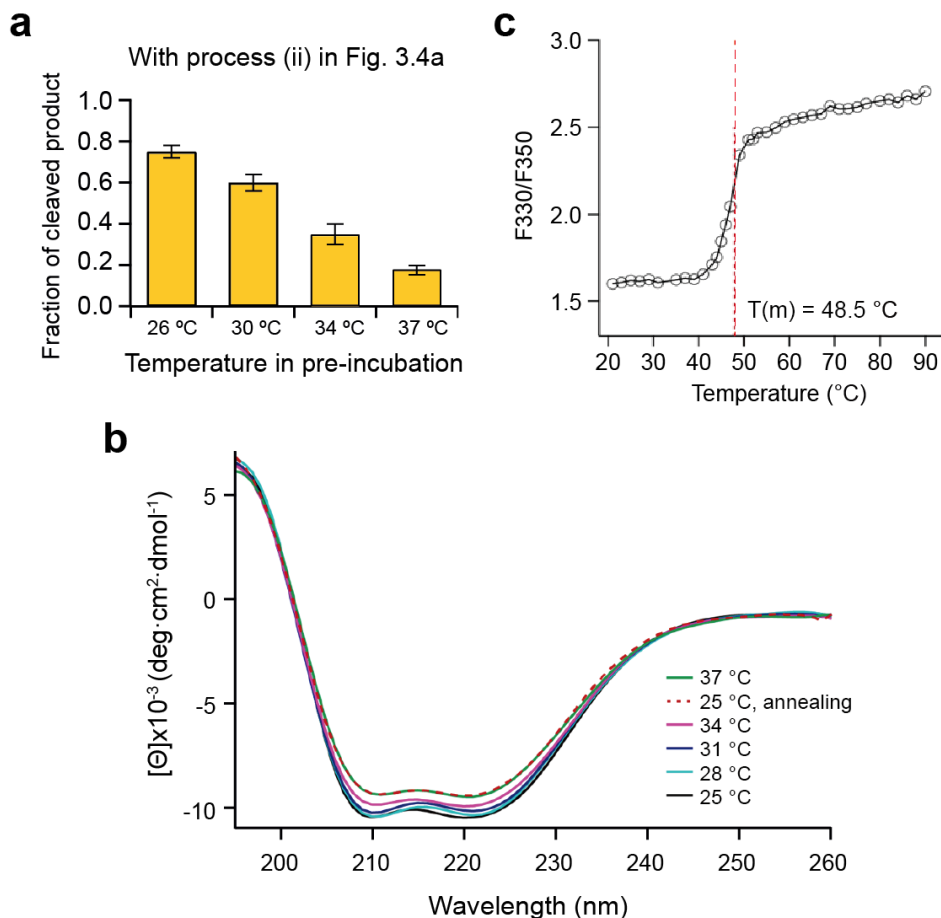 a
With process (ii) in Fig. 3.4a
Fraction of cleaved product
1.0
0.8
0.6
0.4
0.2
0.0
26 ºC
30 ºC
34 ºC
37 ºC
Temperature in pre-incubation
c
F330/F350
3.0
2.5
2.0
1.5
T(m) = 48.5 °C
20 30 40 50 60 70 80 90
Temperature (°C)
b
[Θ]x10⁻³ (deg·cm²·dmol⁻¹)
5
0
-5
-10
37 °C
25 °C, annealing
34 °C
31 °C
28 °C
25 °C
200 210 220 230 240 250 260
Wavelength (nm)